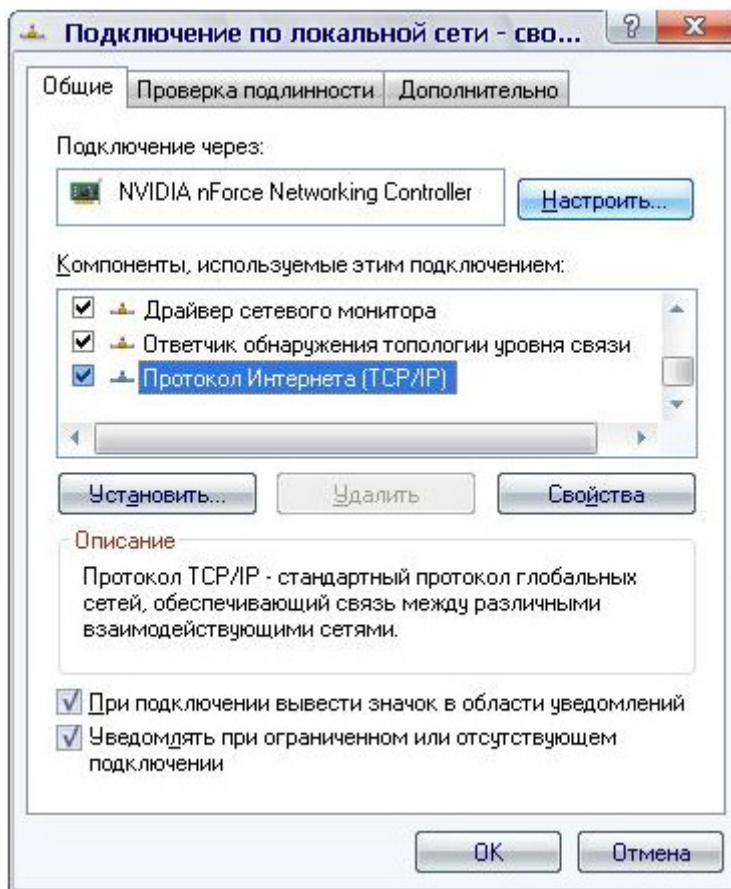 Подключение по локальной сети - сво...
?
Общие
Проверка подлинности
Дополнительно
Подключение через:
NVIDIA nForce Networking Controller
Настроить...
Компоненты, используемые этим подключением:
Драйвер сетевого монитора
Ответчик обнаружения топологии уровня связи
Протокол Интернета (TCP/IP)
Установить...
Удалить
Свойства
Описание
Протокол TCP/IP - стандартный протокол глобальных
сетей, обеспечивающий связь между различными
взаимодействующими сетями.
При подключении вывести значок в области уведомлений
Уведомлять при ограниченном или отсутствующем
подключении
OK
Отмена